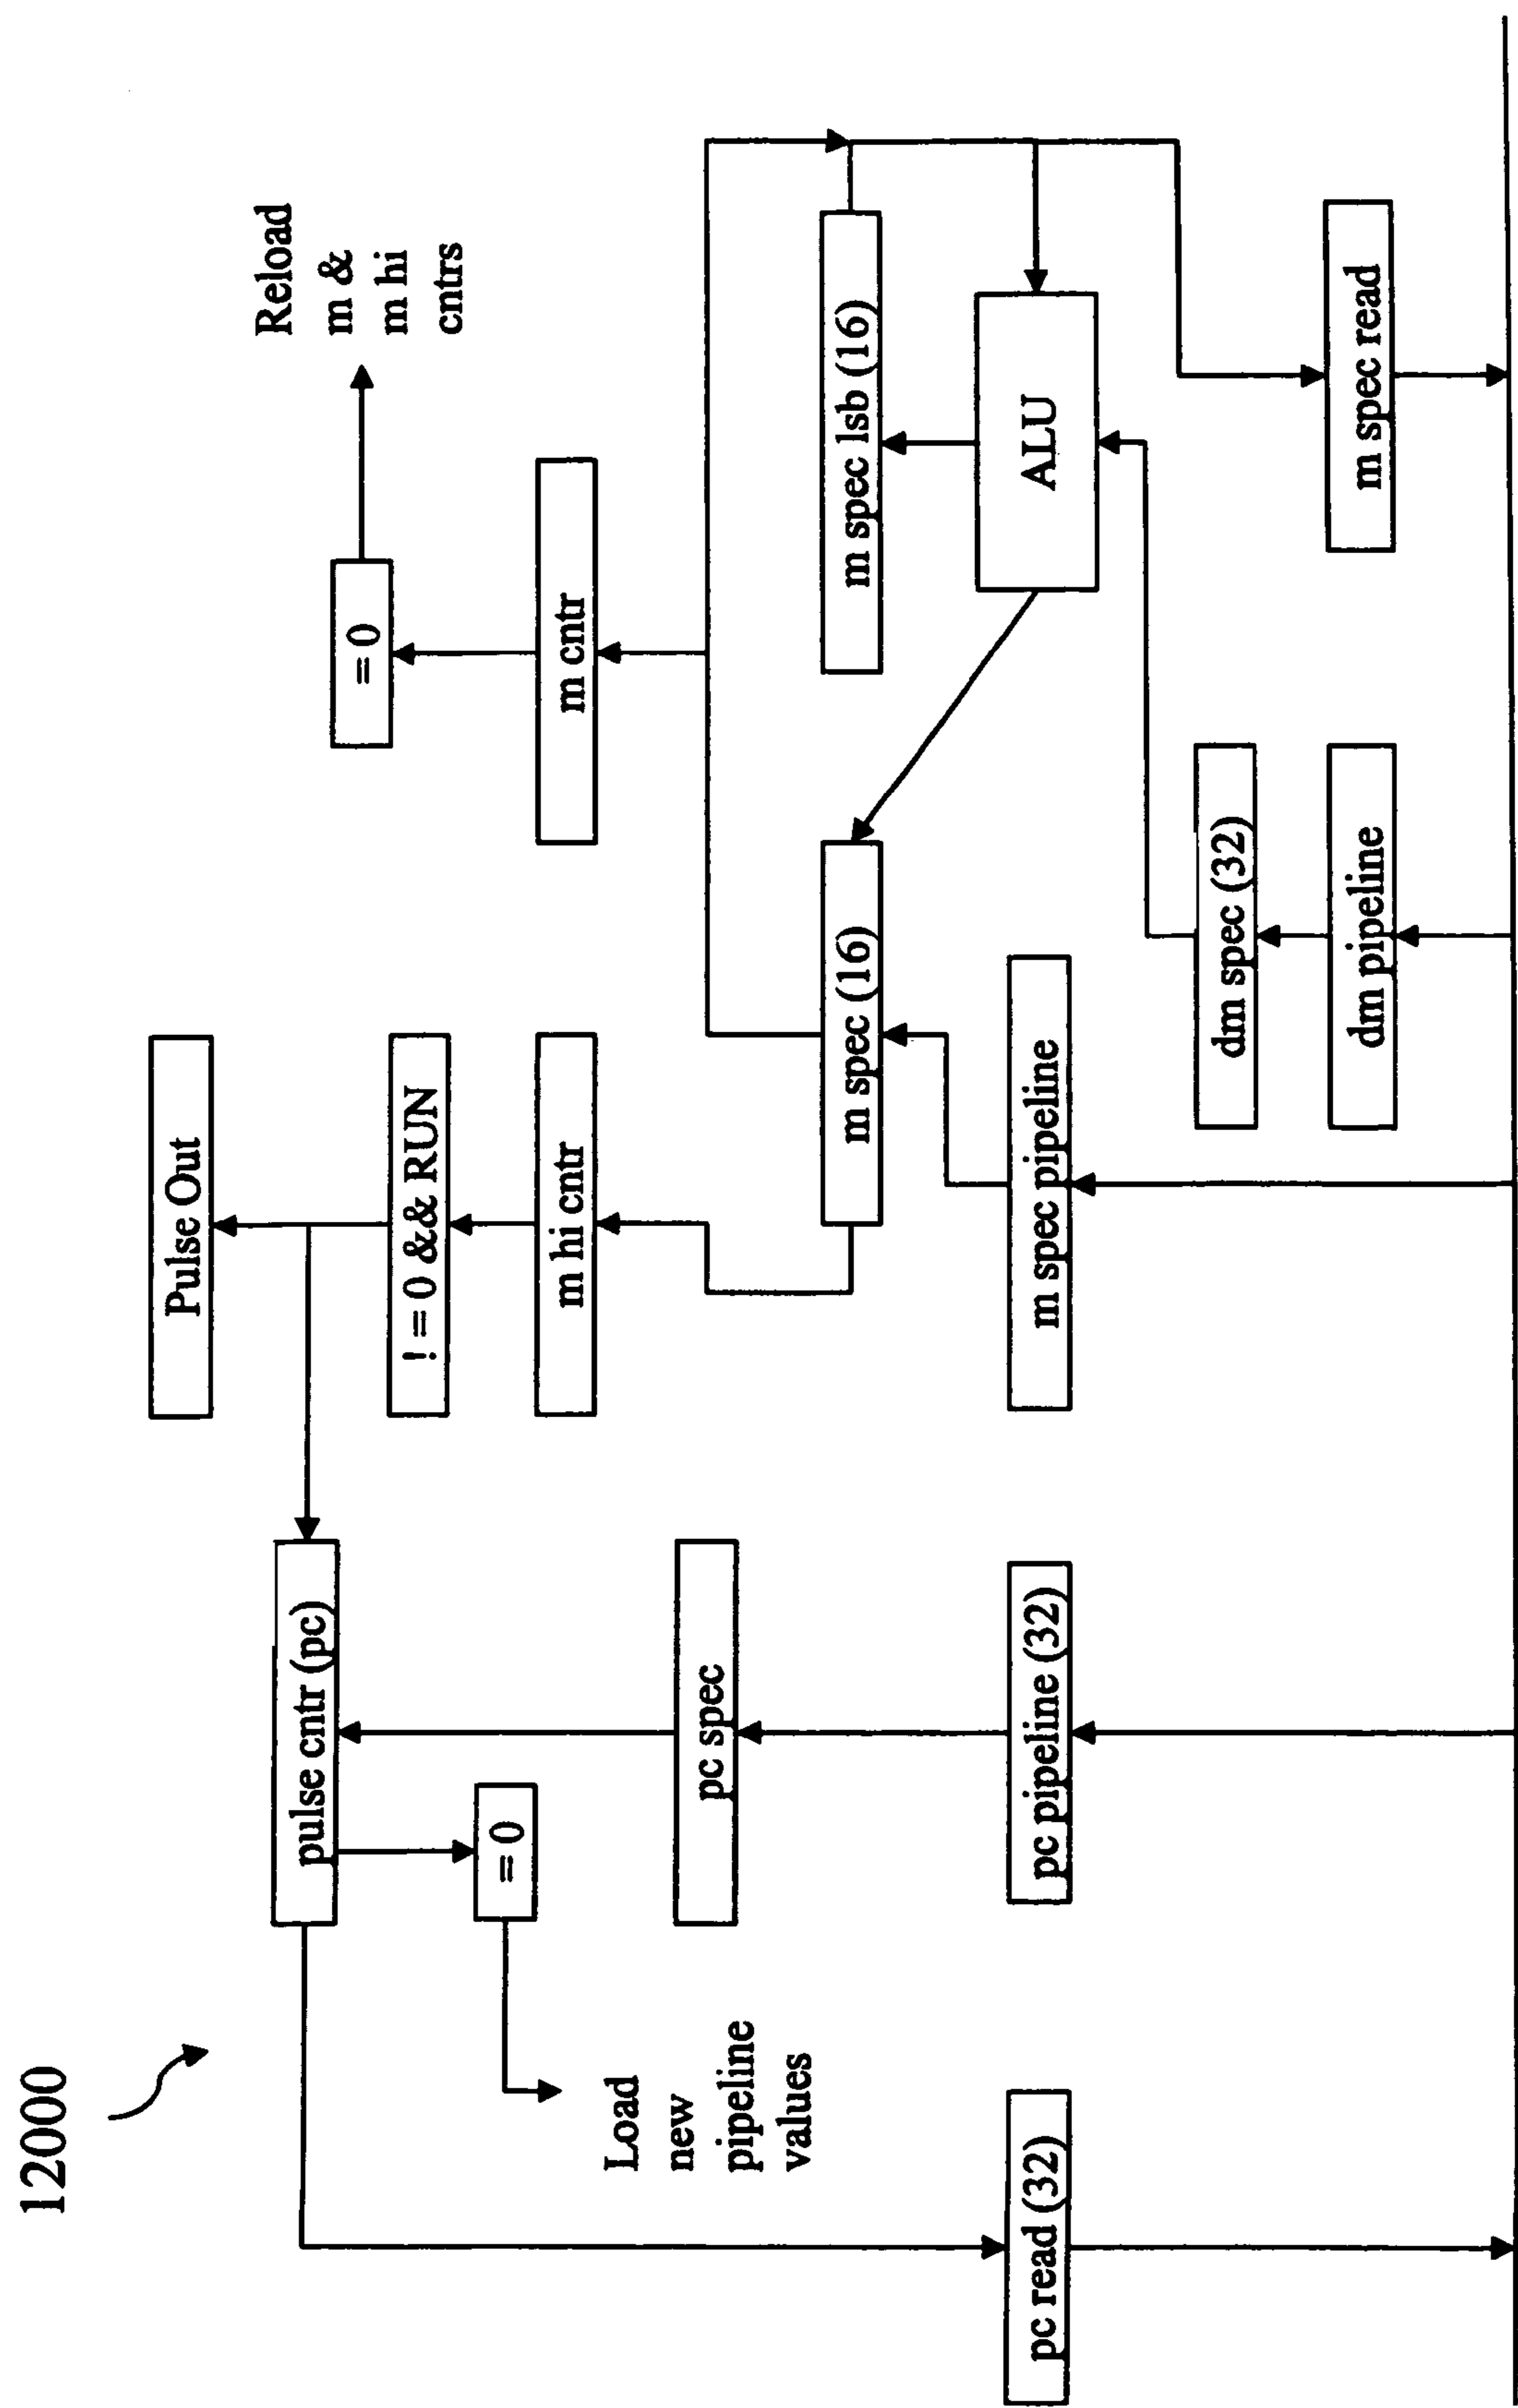 12000
Pulse Out
Reload
m &
m hi
cntrs
pulse cntr (pc)
! = 0 && RUN
= 0
= 0
m hi cntr
m cntr
Load
new
pipeline
values
pc spec
m spec (16)
m spec lsb (16)
pc read (32)
pc pipeline (32)
m spec pipeline
ALU
dm spec (32)
dm pipeline
m spec read